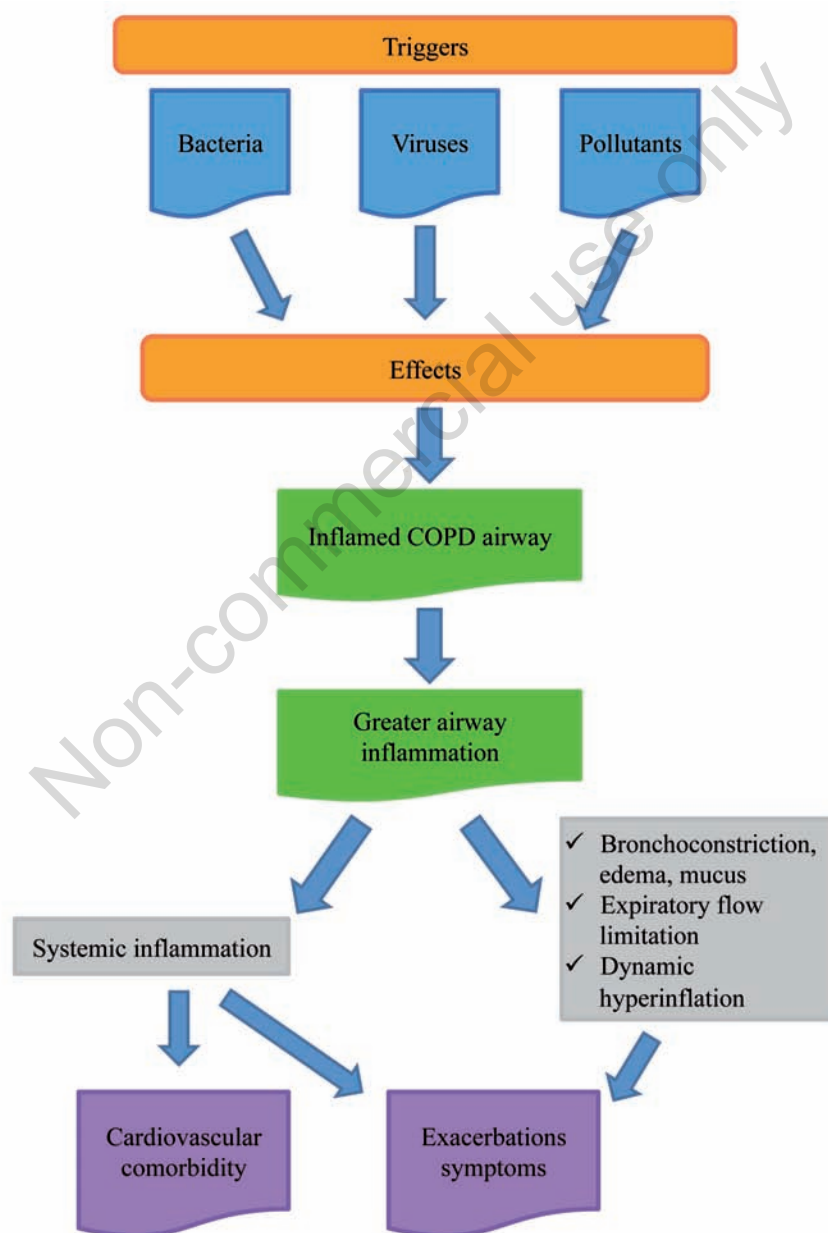 Triggers
Bacteria
Viruses
Pollutants
Effects
Inflamed COPD airway
Greater airway
inflammation
✓ Bronchoconstriction,
edema, mucus
✓ Expiratory flow
limitation
✓ Dynamic
hyperinflation
Systemic inflammation
Cardiovascular
comorbidity
Exacerbations
symptoms
Non-commercial use only